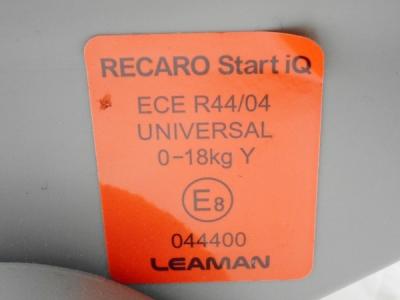 RECARO Start iQ
ECE R44/04
UNIVERSAL
0-18kg Y
E8
044400
LEAMAN